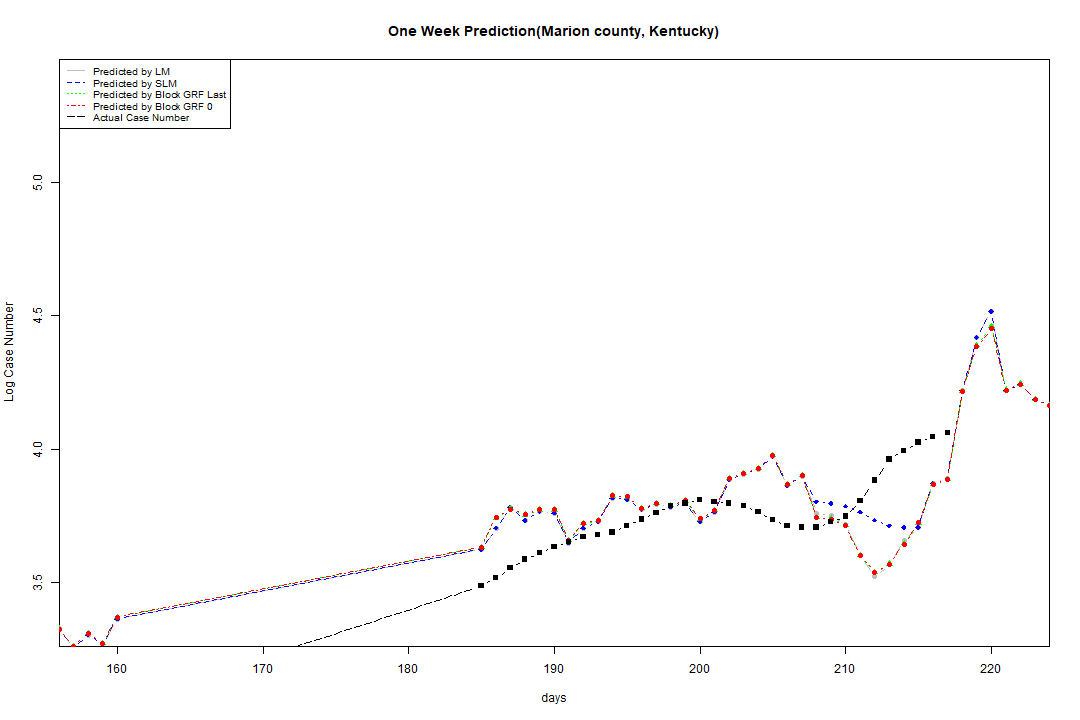 One Week Prediction(Marion county, Kentucky)
Predicted by LM
Predicted by SLM
Predicted by Block GRF Last
Predicted by Block GRF 0
Actual Case Number
5.0
4.5
4.0
3.5
Log Case Number
160 170 180 190 200 210 220
days